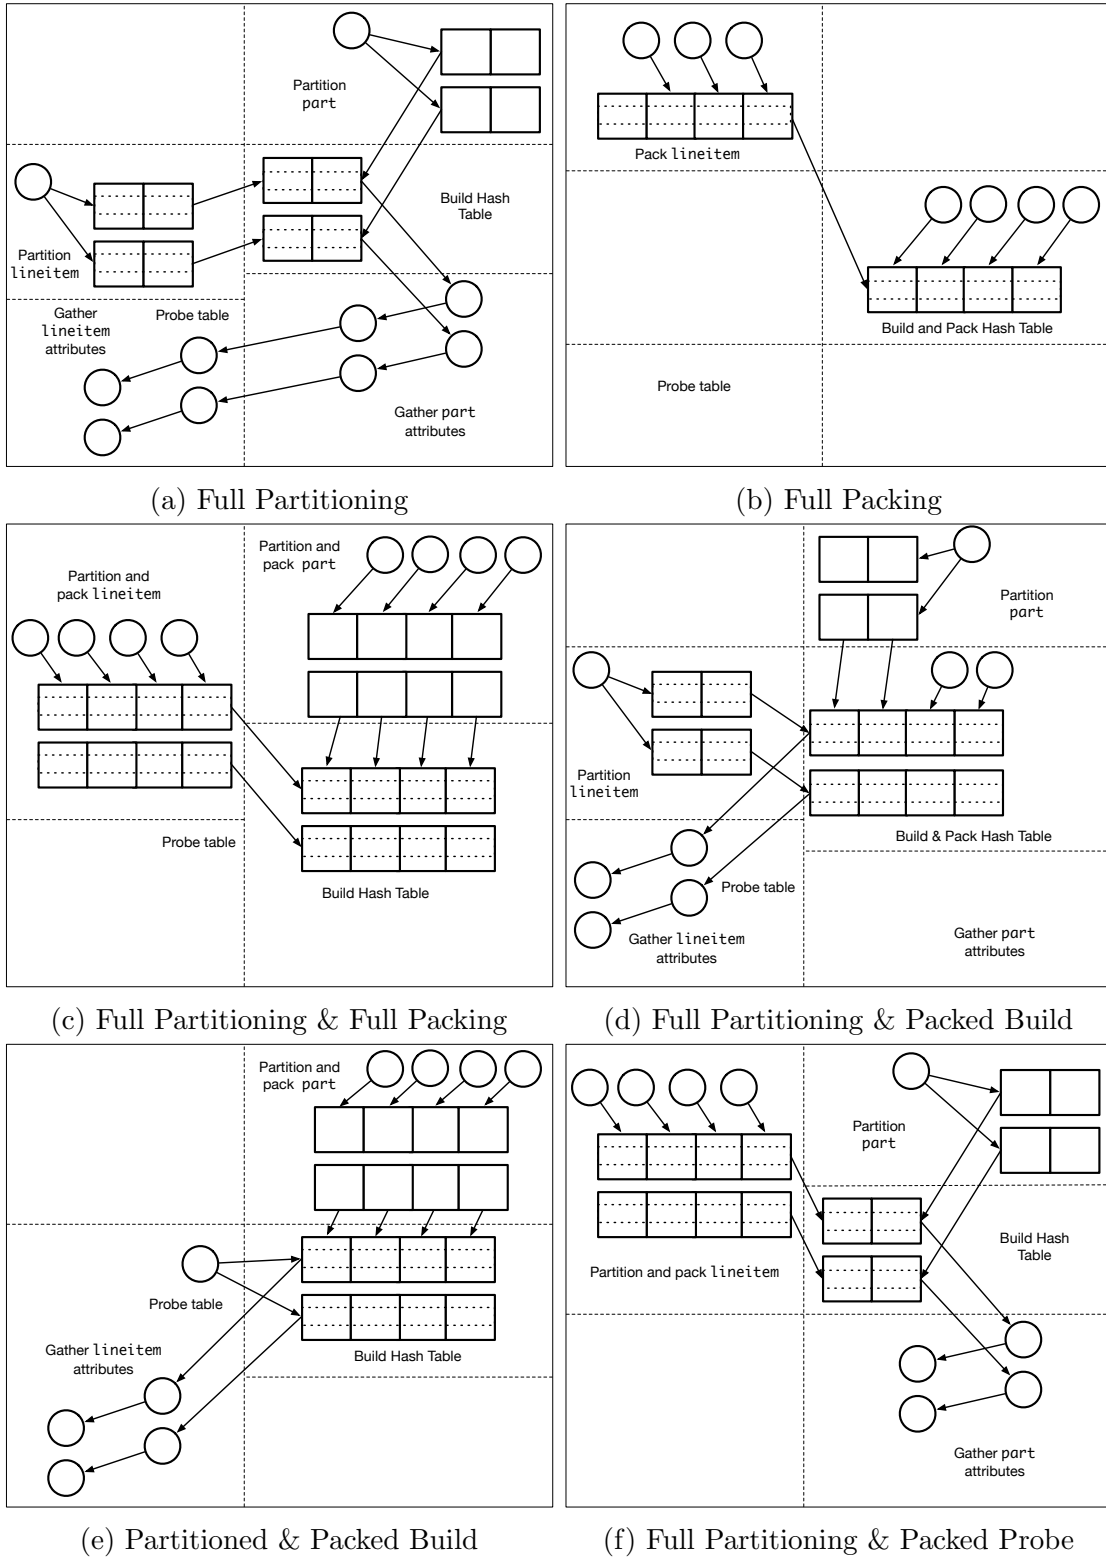 Partition
part
Build Hash
Table
Partition
lineitem
Gather
lineitem
attributes
Probe table
Gather part
attributes
(a) Full Partitioning
Pack lineitem
Build and Pack Hash Table
Probe table
(b) Full Packing
Partition and
pack lineitem
Partition and
pack part
Probe table
Build Hash Table
(c) Full Partitioning & Full Packing
Partition
part
Partition
lineitem
Build & Pack Hash Table
Probe table
Gather lineitem
attributes
Gather part
attributes
(d) Full Partitioning & Packed Build
Partition and
pack part
Probe table
Gather lineitem
attributes
Build Hash Table
(e) Partitioned & Packed Build
Partition
part
Build Hash
Table
Partition and pack lineitem
Gather part
attributes
(f) Full Partitioning & Packed Probe